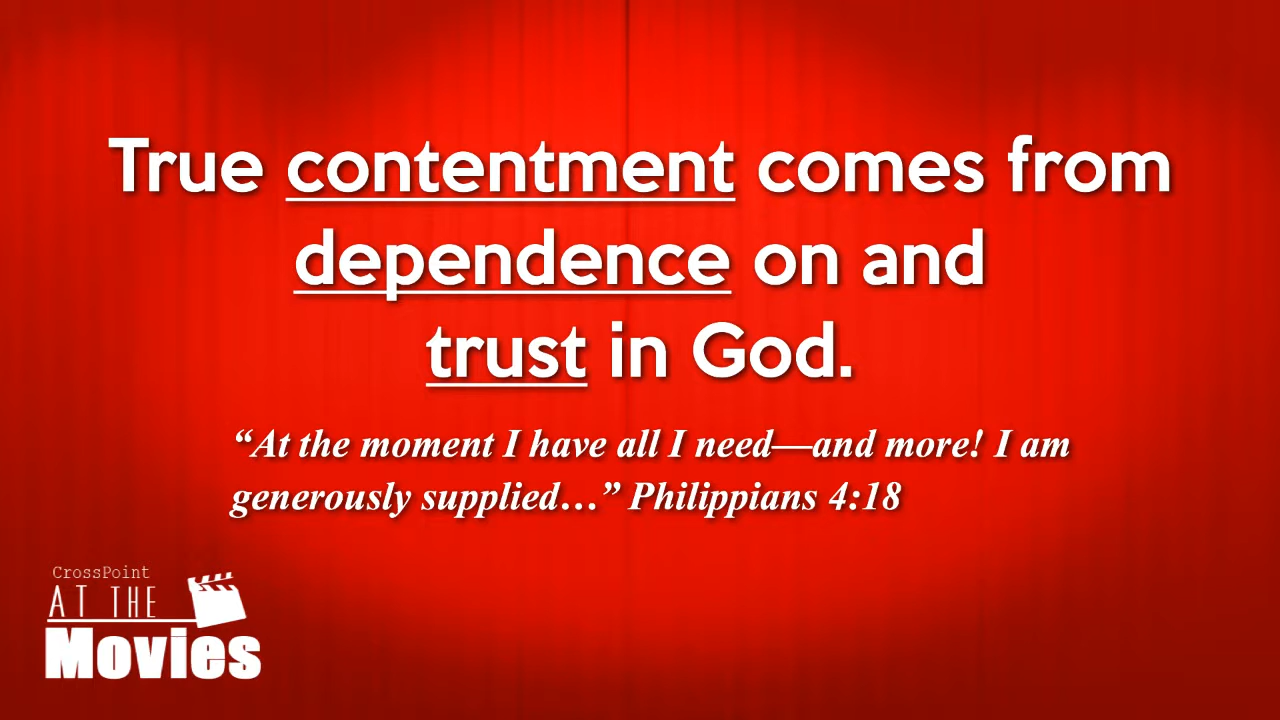 True contentment comes from
dependence on and
trust in God.
“At the moment I have all I need—and more! I am
generously supplied…” Philippians 4:18
CrossPoint
AT THE
Movies